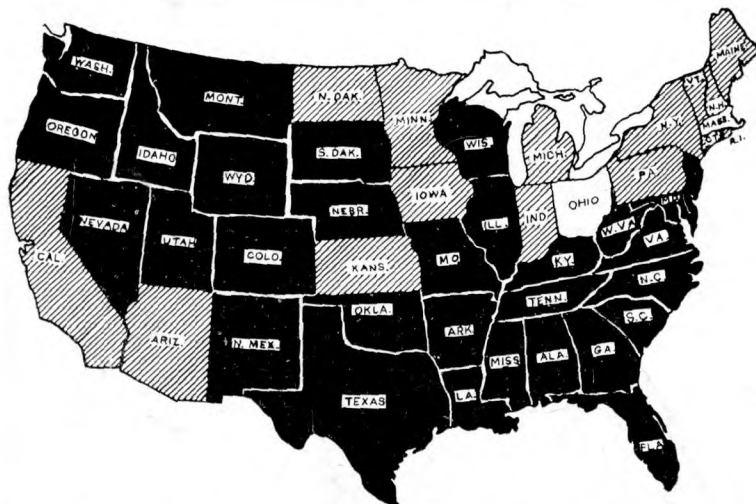 WASH.
MONT.
N. DAK.
MINN.
MAINE
VT.
N.H.
MASS.
R.I.
OREGON
IDAHO
WYO.
S. DAK.
WIS.
MICH.
N.Y.
PA.
NEBR.
IOWA
ILL.
IND.
OHIO
W. VA.
MD.
VA.
NEVADA
UTAH
COLO.
KANS.
MO.
KY.
CAL.
ARIZ.
N. MEX.
OKLA.
ARK.
TENN.
N.C.
S.C.
TEXAS
LA.
MISS.
ALA.
GA.
FLA.